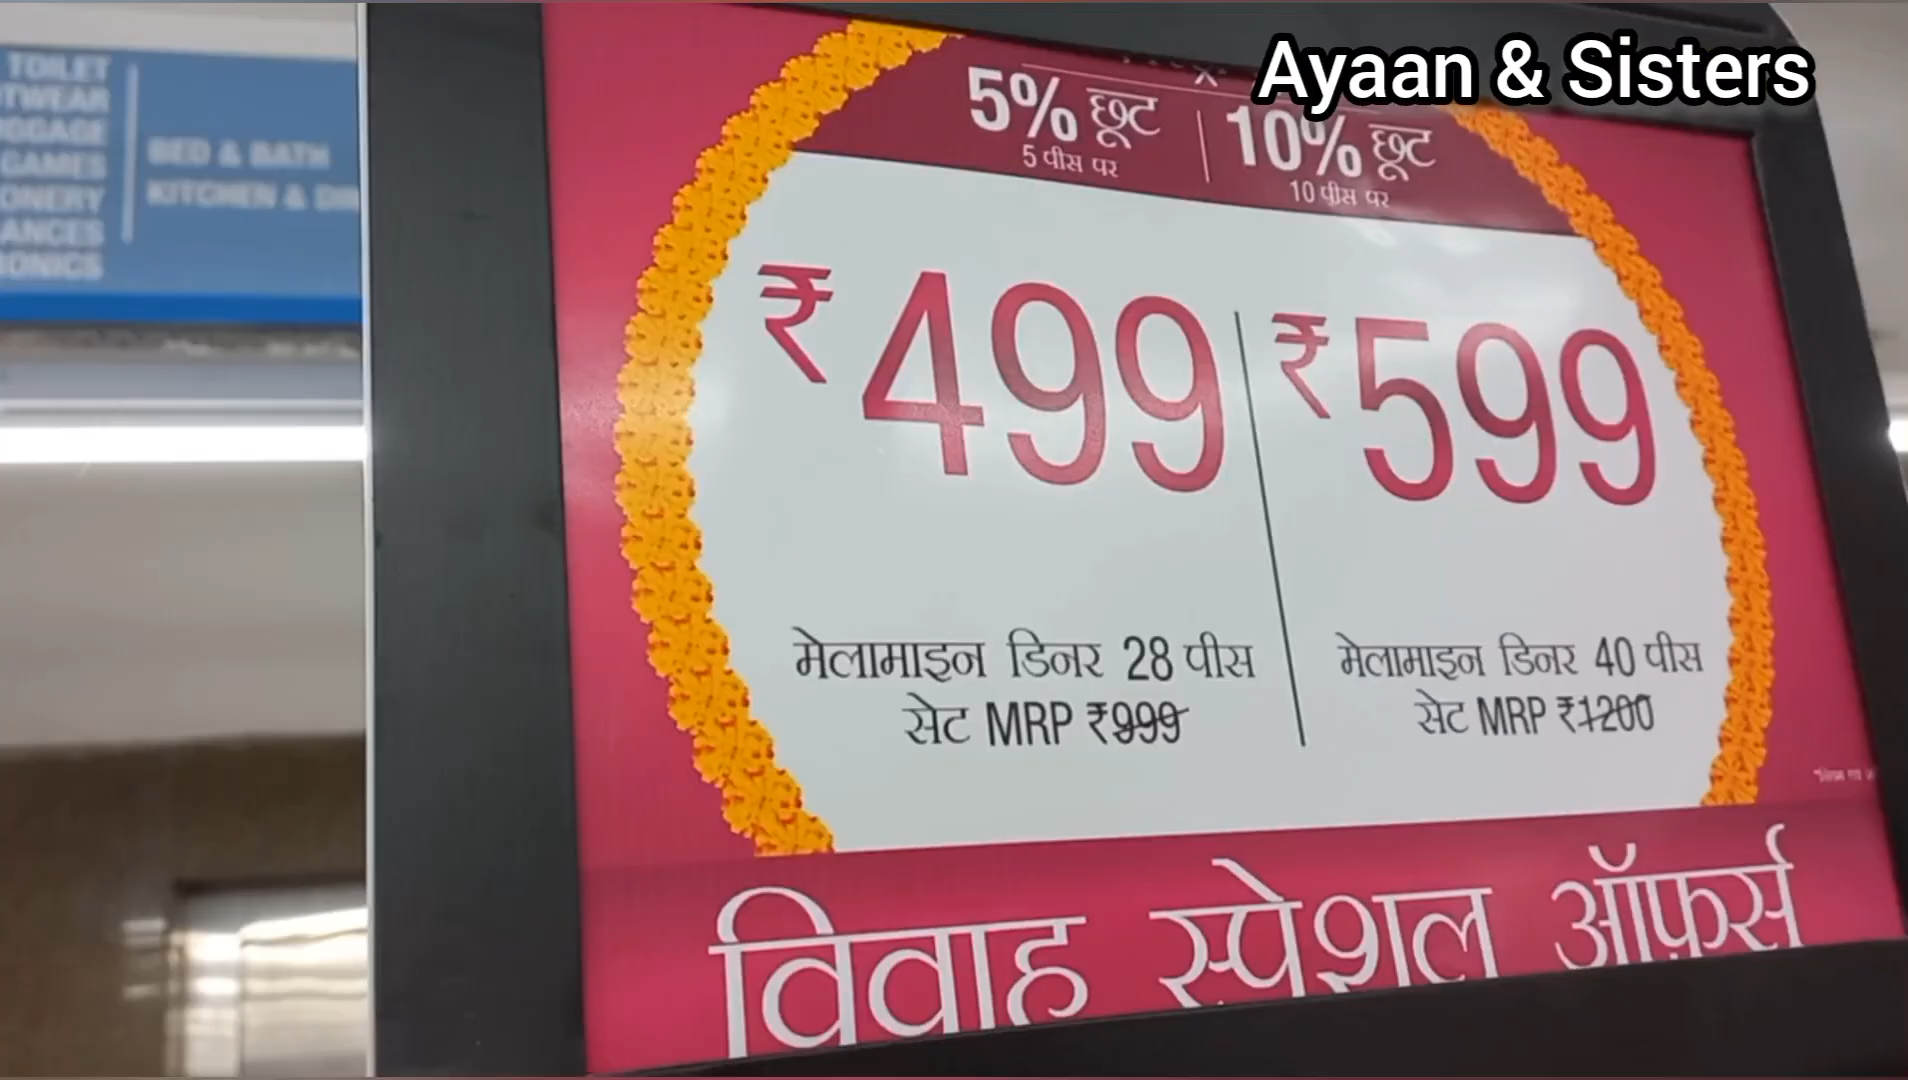 Ayaan & Sisters
TOILET
GAMES
BED & BATH
KITCHEN &
5% छूट
5 पीस पर
10% छूट
10 पीस पर
₹499
₹599
मेलामाइन डिनर 28 पीस
सेट MRP ₹999
मेलामाइन डिनर 40 पीस
सेट MRP ₹1200
विवाह स्पेशल ऑफ़र्स